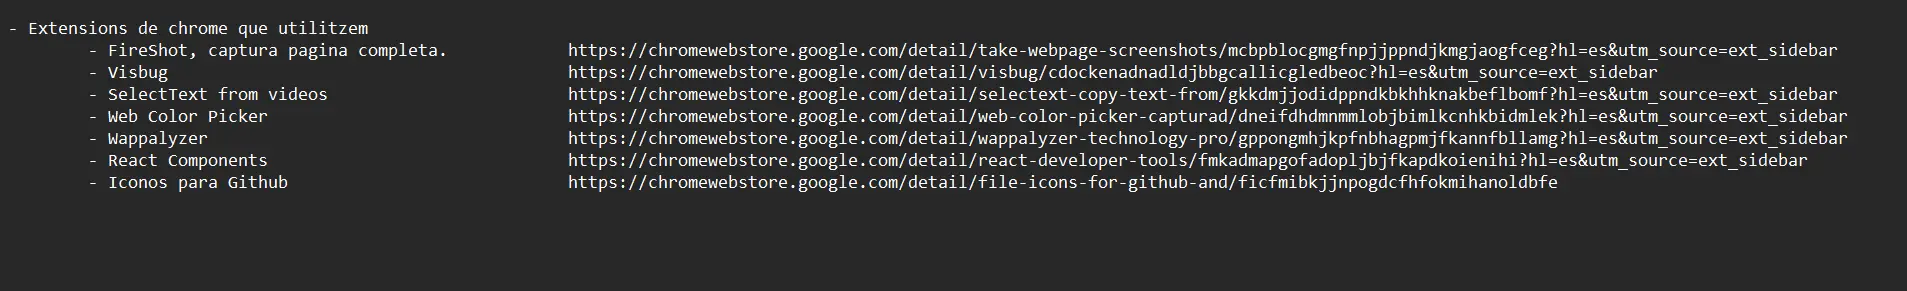 - Extensions de chrome que utilitzem
- FireShot, captura pagina completa. https://chromewebstore.google.com/detail/take-webpage-screenshots/mcbpblocgmgfnpjjppndjkmgjaogfceg?hl=es&utm_source=ext_sidebar
- Visbug https://chromewebstore.google.com/detail/visbug/cdockenadnadldjbbgcallicgledbeoc?hl=es&utm_source=ext_sidebar
- SelectText from videos https://chromewebstore.google.com/detail/selectext-copy-text-from/gkkdmjjodidppndkbkhhknakbeflbomf?hl=es&utm_source=ext_sidebar
- Web Color Picker https://chromewebstore.google.com/detail/web-color-picker-capturad/dneifdhdmnmmlobjbimlkcnhkbidmlek?hl=es&utm_source=ext_sidebar
- Wappalyzer https://chromewebstore.google.com/detail/wappalyzer-technology-pro/gppongmhjkpfnbhagpmjfkannfbllamg?hl=es&utm_source=ext_sidebar
- React Components https://chromewebstore.google.com/detail/react-developer-tools/fmkadmapgofadopljbjfkapdkoienihi?hl=es&utm_source=ext_sidebar
- Iconos para Github https://chromewebstore.google.com/detail/file-icons-for-github-and/ficfmibkjjnpogdcfhfokmihanoldbfe